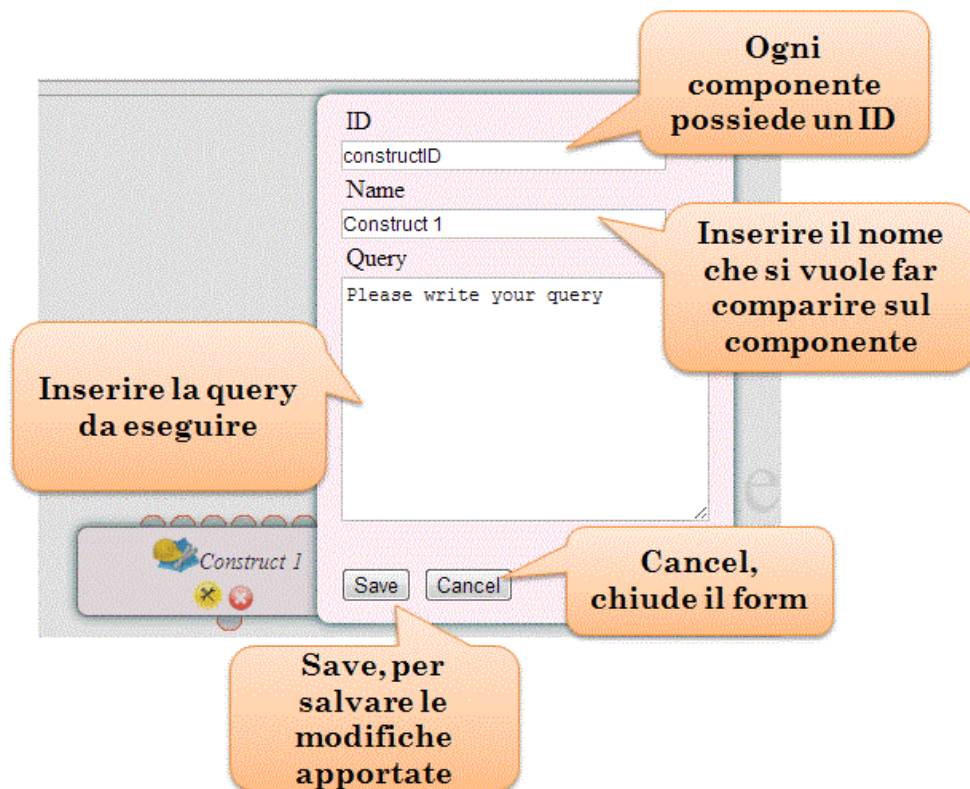 Ogni
componente
possiede un ID
ID
constructID
Name
Construct 1
Inserire il nome
che si vuole far
comparire sul
componente
Query
Please write your query
Inserire la query
da eseguire
e
Construct 1
Save
Cancel
Cancel,
chiude il form
Save, per
salvare le
modifiche
apportate